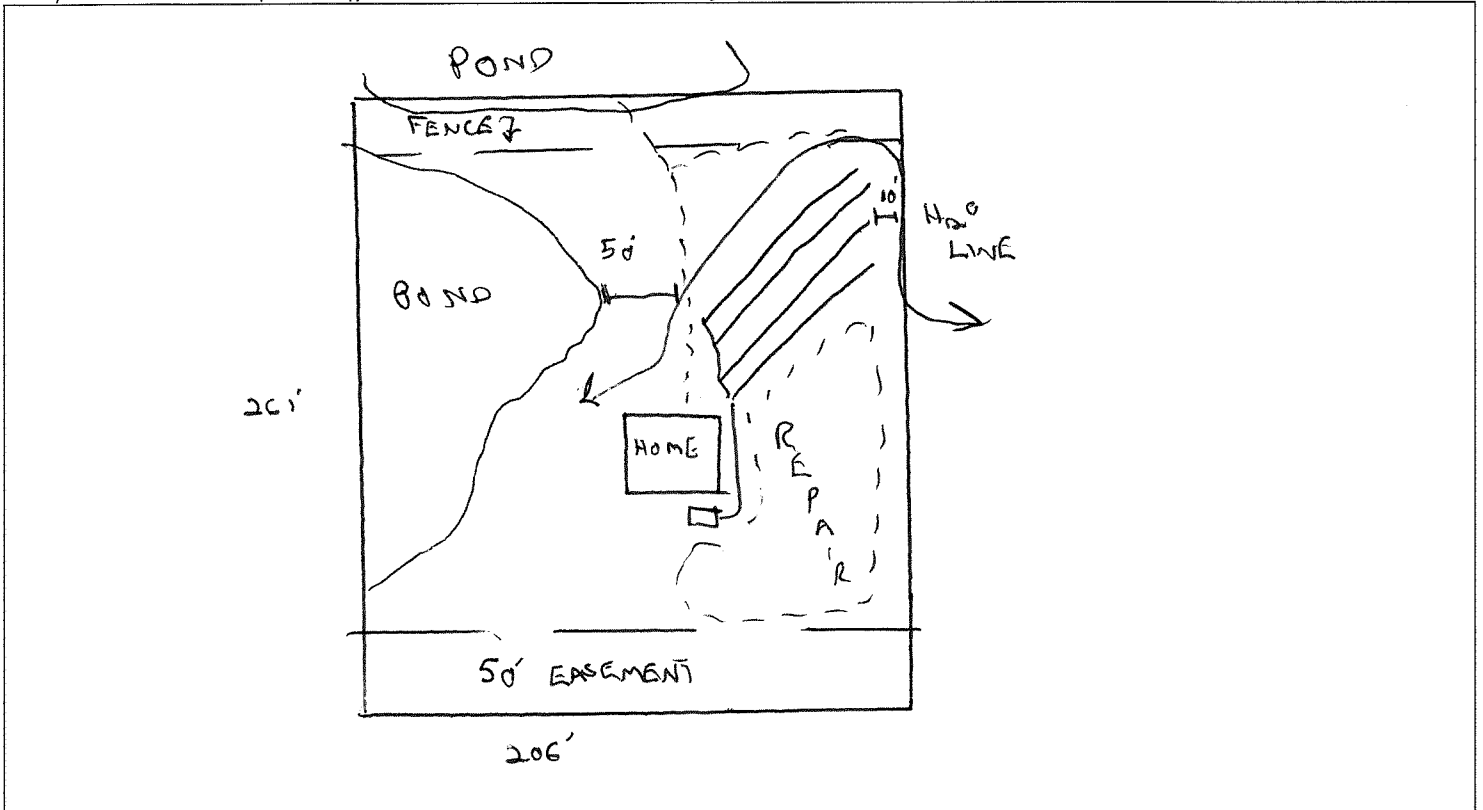 POND
FENCE
50'
10'
H2O
LINE
POND
261'
HOME
REPAIR
50' EASEMENT
206'